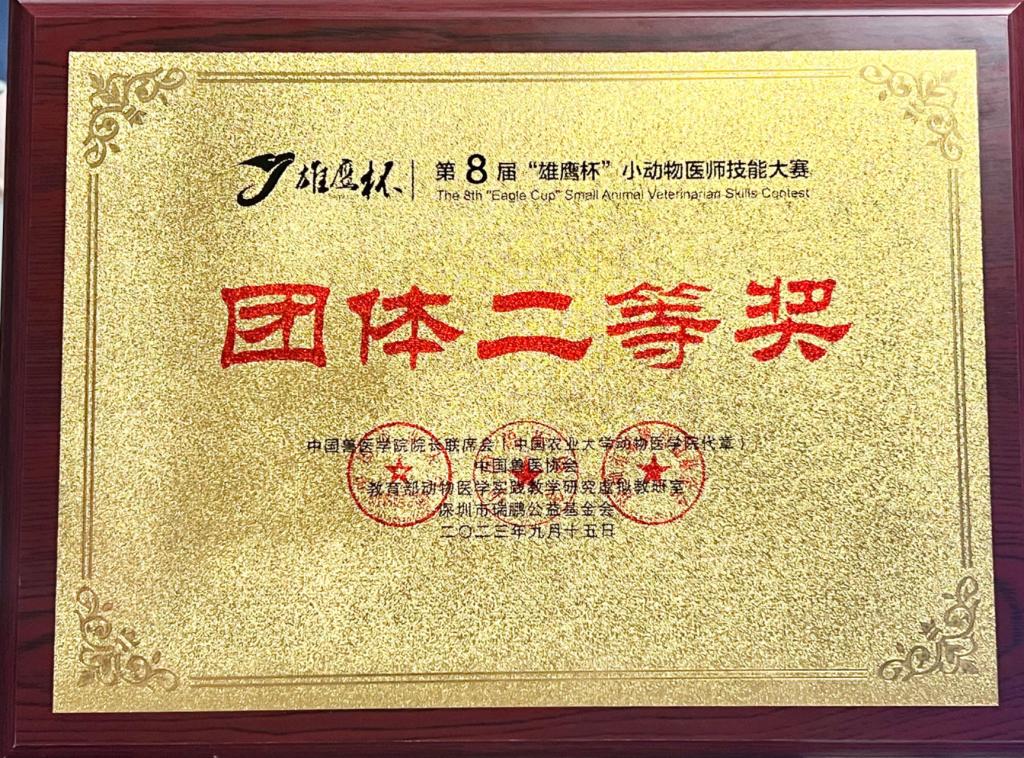 雄鹰杯
第8届“雄鹰杯”小动物医师技能大赛
The 8th "Eagle Cup" Small Animal Veterinarian Skills Contest
团体二等奖
中国兽医学院院长联席会(中国农业大学动物医学院代章)
中国兽医协会
教育部动物医学实践教学研究虚拟教研室
深圳市瑞鹏公益基金会
二〇二三年九月十五日